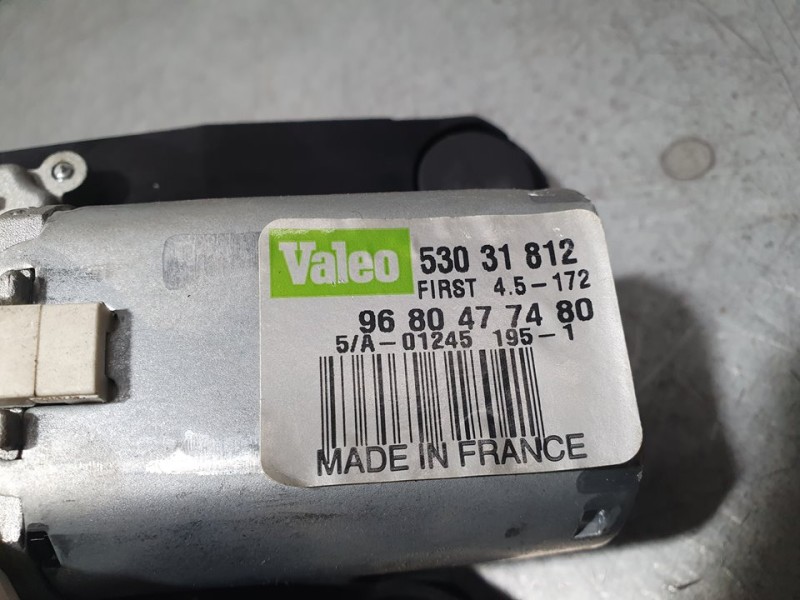 Valeo 530 31 812
FIRST 4.5-172
96 80 47 74 80
5/A-01245 195-1
MADE IN FRANCE